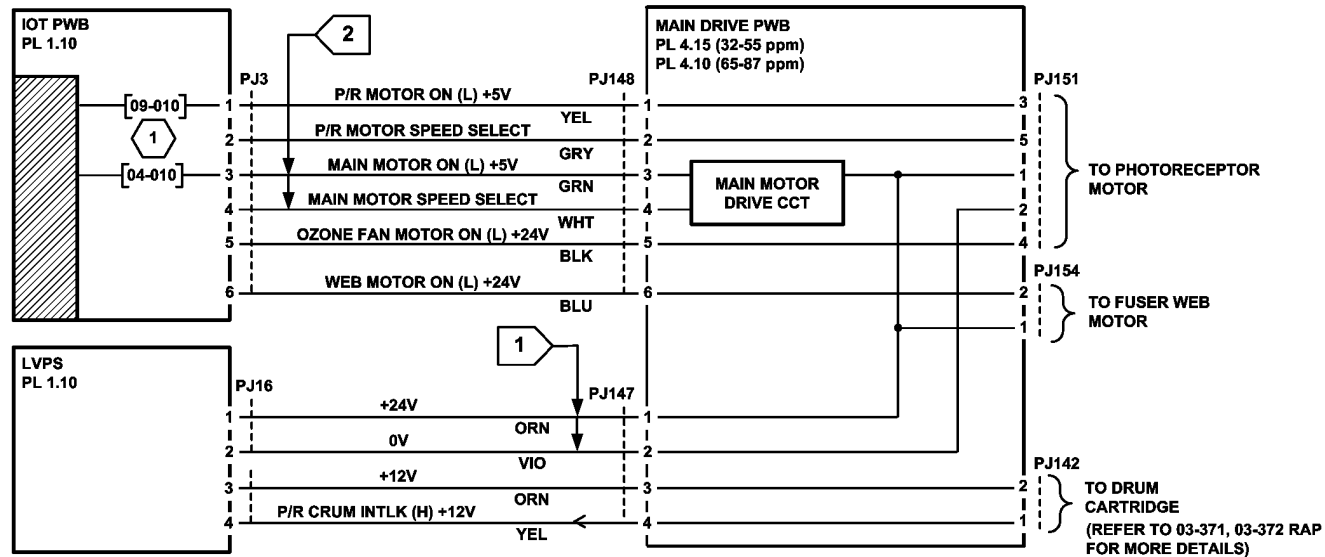 IOT PWB
PL 1.10
2
MAIN DRIVE PWB
PL 4.15 (32-55 ppm)
PL 4.10 (65-87 ppm)
PJ3
PJ148
PJ151
[09-010]
1
P/R MOTOR ON (L) +5V
YEL
1
3
1
2
P/R MOTOR SPEED SELECT
GRY
2
5
[04-010]
3
MAIN MOTOR ON (L) +5V
GRN
3
MAIN MOTOR
DRIVE CCT
1
TO PHOTORECEPTOR
MOTOR
4
MAIN MOTOR SPEED SELECT
WHT
4
2
5
OZONE FAN MOTOR ON (L) +24V
BLK
5
4
PJ154
6
WEB MOTOR ON (L) +24V
BLU
6
2
TO FUSER WEB
MOTOR
1
1
LVPS
PL 1.10
PJ16
PJ147
1
+24V
ORN
1
2
0V
VIO
2
PJ142
3
+12V
ORN
3
2
TO DRUM
CARTRIDGE
(REFER TO 03-371, 03-372 RAP
FOR MORE DETAILS)
4
P/R CRUM INTLK (H) +12V
YEL
4
1